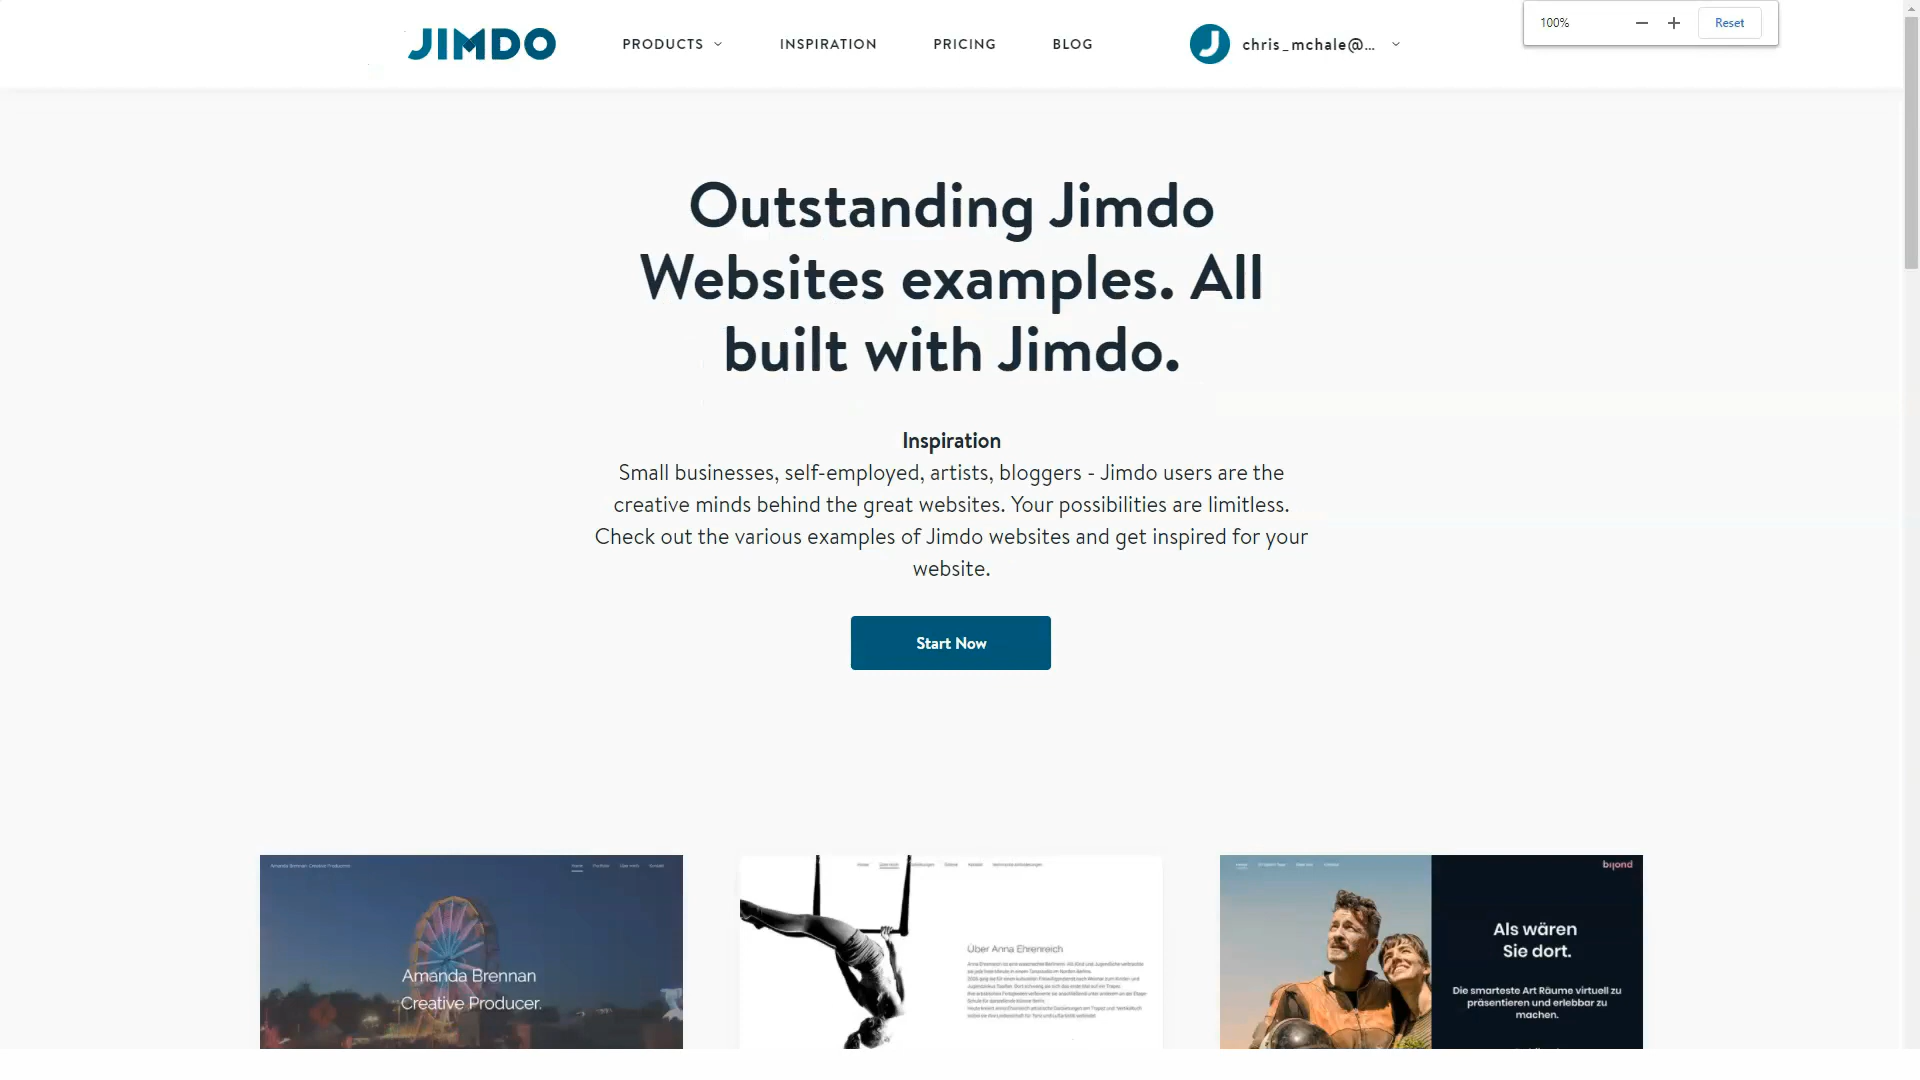 JIMDO
PRODUCTS
INSPIRATION
PRICING
BLOG
chris_mchale@...
100%
Reset
Outstanding Jimdo
Websites examples. All
built with Jimdo.
Inspiration
Small businesses, self-employed, artists, bloggers - Jimdo users are the
creative minds behind the great websites. Your possibilities are limitless.
Check out the various examples of Jimdo websites and get inspired for your
website.
Start Now
Amanda Brennan
Creative Producer.
Über Anna Ehrenreich
bijond
Als wären
Sie dort.
Die smarteste Art Räume virtuell zu
präsentieren und erlebbar zu
machen.